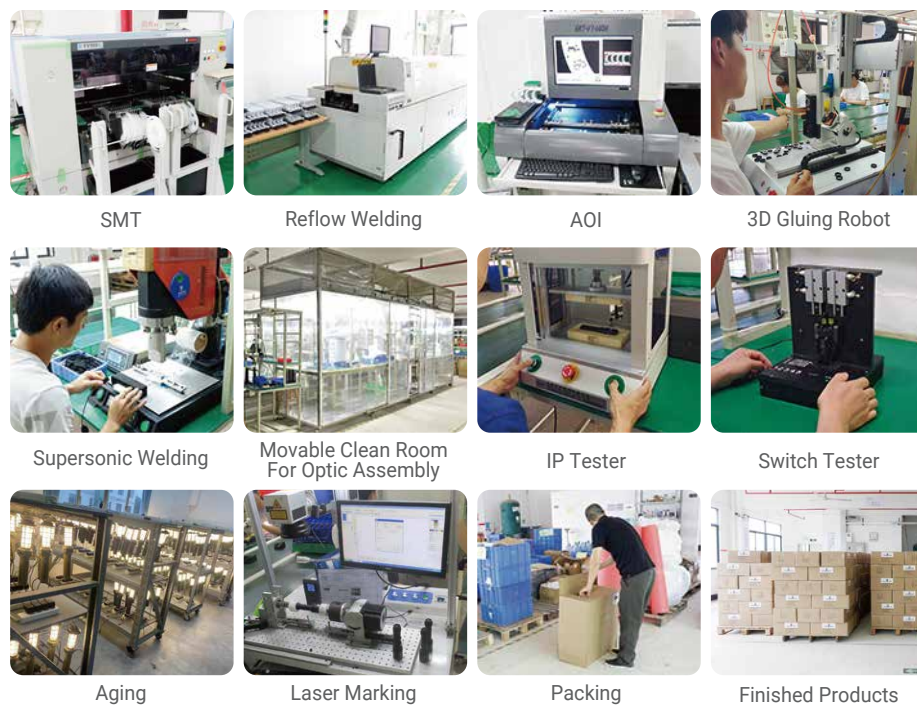 SMT
Reflow Welding
AOI
3D Gluing Robot
Supersonic Welding
Movable Clean Room
For Optic Assembly
IP Tester
Switch Tester
Aging
Laser Marking
Packing
Finished Products